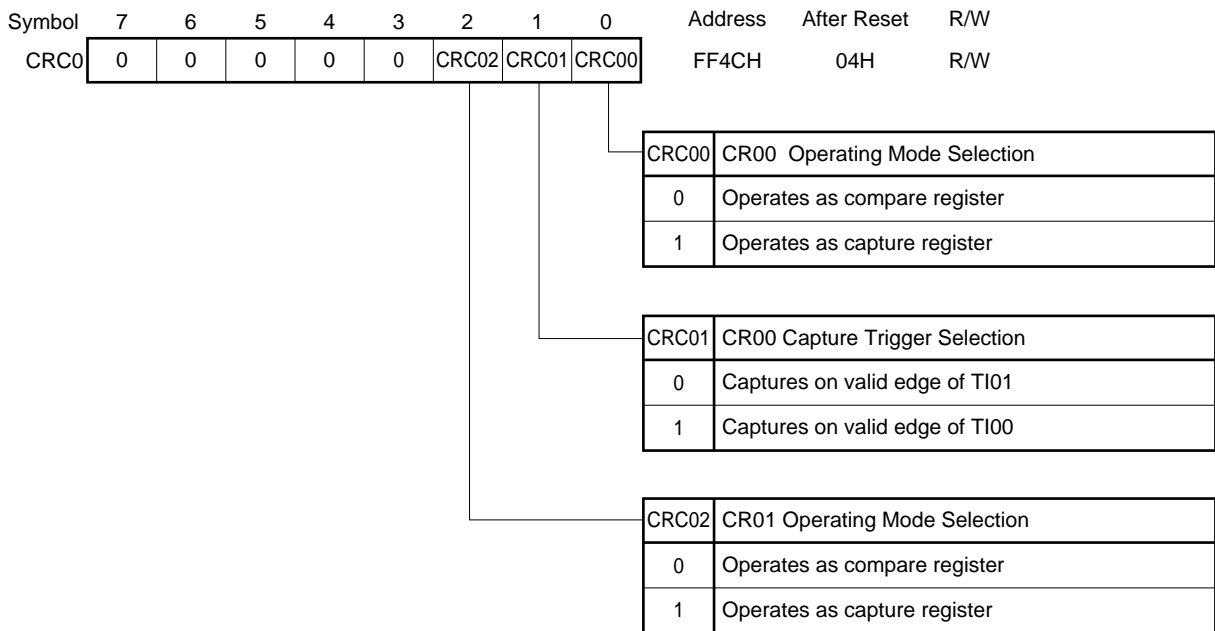 Symbol 7 6 5 4 3 2 1 0 Address After Reset R/W
CRC0 0 0 0 0 0 CRC02 CRC01 CRC00 FF4CH 04H R/W
CRC00 CR00 Operating Mode Selection
0 Operates as compare register
1 Operates as capture register
CRC01 CR00 Capture Trigger Selection
0 Captures on valid edge of TI01
1 Captures on valid edge of TI00
CRC02 CR01 Operating Mode Selection
0 Operates as compare register
1 Operates as capture register